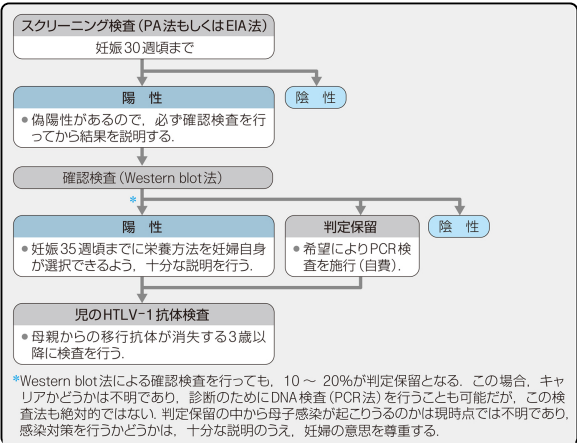 スクリーニング検査(PA法もしくはEIA法)
妊娠30週頃まで
陽 性
陰 性
●偽陽性があるので,必ず確認検査を行
ってから結果を説明する.
確認検査(Western blot法)
*
陽 性
判定保留
陰 性
●妊娠35週頃までに栄養方法を妊婦自身
が選択できるよう,十分な説明を行う.
●希望によりPCR検
査を施行(自費).
児のHTLV-1抗体検査
●母親からの移行抗体が消失する3歳以
降に検査を行う.
*Western blot法による確認検査を行っても,10~20%が判定保留となる.この場合,キャ
リアかどうかは不明であり,診断のためにDNA検査(PCR法)を行うことも可能だが,この検
査法も絶対的ではない.判定保留の中から母子感染が起こりうるのかは現時点では不明であり,
感染対策を行うかどうかは,十分な説明のうえ,妊婦の意思を尊重する.